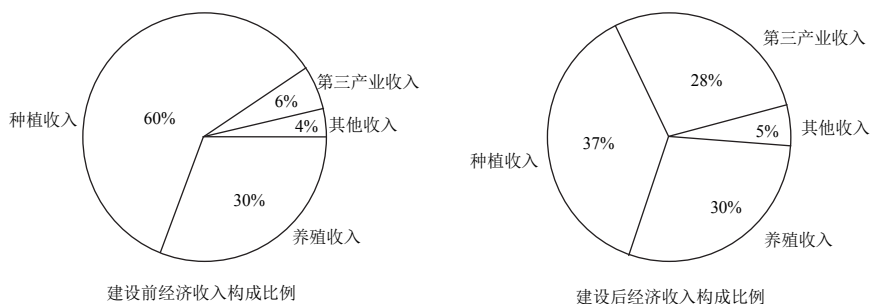 种植收入
60%
第三产业收入
6%
其他收入
4%
30%
养殖收入
建设前经济收入构成比例
第三产业收入
28%
其他收入
5%
种植收入
37%
30%
养殖收入
建设后经济收入构成比例